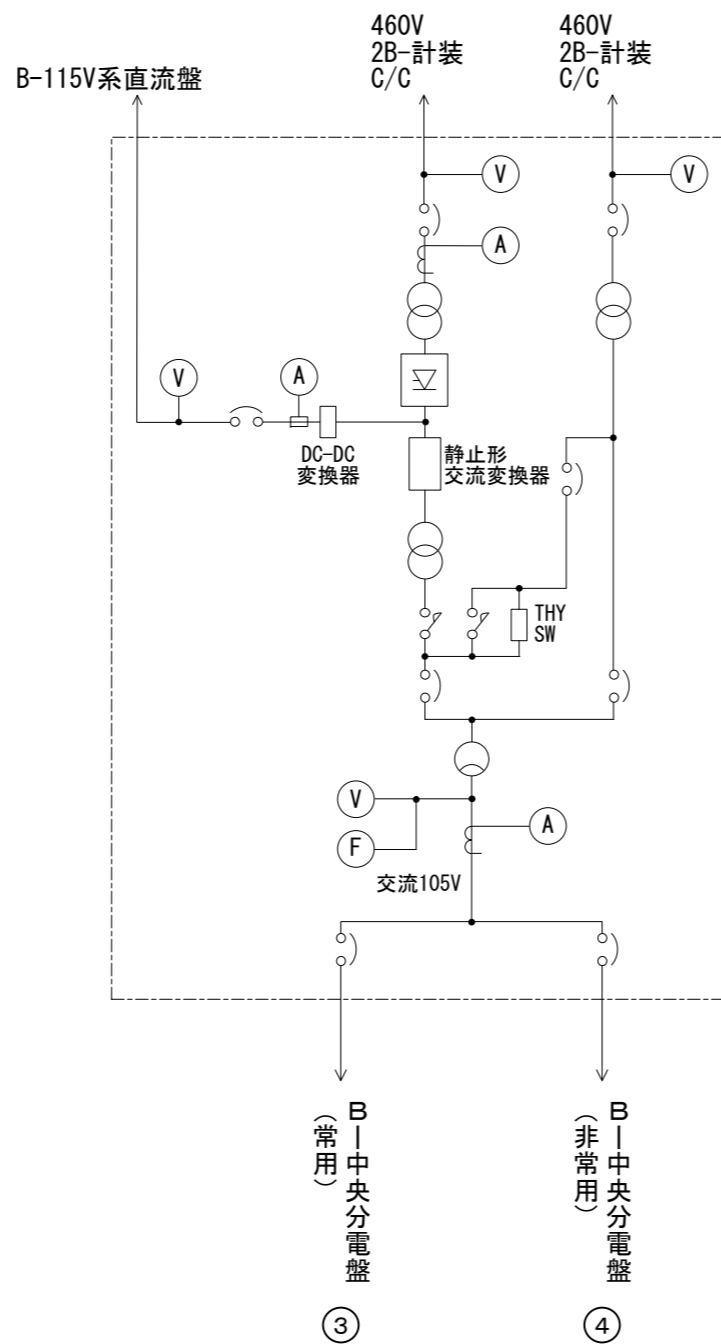 460V
2B-計装
C/C
460V
2B-計装
C/C
B-115V系直流盤
V
V
A
V
A
DC-DC
変換器
静止形
交流変換器
THY
SW
V
A
F
交流105V
B―中央分電盤
（常用）
B―中央分電盤
（非常用）
③
④